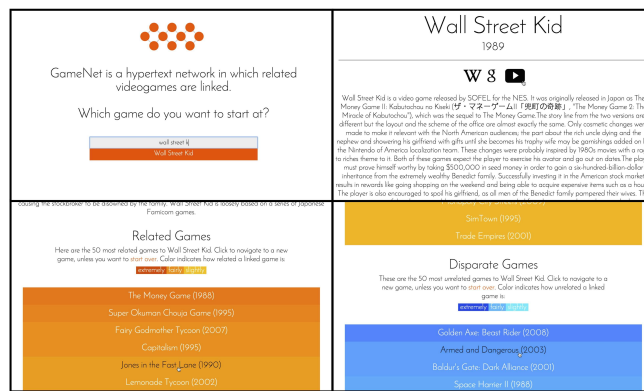 GameNet is a hypertext network in which related
videogames are linked.
Which game do you want to start at?
wall street k
Wall Street Kid
Wall Street Kid
1989
W 8
Wall Street Kid is a video game released by SOFEL for the NES. It was originally released in Japan as The
Money Game II: Kabutochou no Kiseki (ザ・マネーゲームII 「兜町の奇跡」, "The Money Game 2: The
Miracle of Kabutochou"), which was the sequel to The Money Game.The story line from the two versions are
different but the layout and the scheme of the office are almost exactly the same. Only cosmetic changes were
made to make it relevant with the North American audiences; the part about the rich uncle dying and the
nephew and showering his girlfriend with gifts until she becomes his trophy wife may be gamishings added on b
the Nintendo of America localization team. These changes were probably inspired by 1980s movies with a rag
to riches theme to it. Both of these games expect the player to exercise his avatar and go out on dates.The play
must prove himself worthy by taking $500,000 in seed money in order to gain a six-hundred-billion-dollar
inheritance from the extremely wealthy Benedict family. Successfully investing it in the American stock market
results in rewards like going shopping on the weekend and being able to acquire expensive items such as a hous
The player is also encouraged to spoil his girlfriend, as all men of the Benedict family pampered their wives. Th
causing the stockbroker to be disowned by the family. Wall Street Kid is loosely based on a series of Japanese
Famicom games.
Related Games
Here are the 50 most related games to Wall Street Kid. Click to navigate to a new
game, unless you want to start over. Color indicates how related a linked game is:
extremely fairly slightly
The Money Game (1988)
Super Okuman Chouja Game (1995)
Fairy Godmother Tycoon (2007)
Capitalism (1995)
Jones in the Fast Lane (1990)
Lemonade Tycoon (2002)
SimTown (1995)
Trade Empires (2001)
Disparate Games
These are the 50 most unrelated games to Wall Street Kid. Click to navigate to a
new game, unless you want to start over. Color indicates how unrelated a linked
game is:
extremely fairly slightly
Golden Axe: Beast Rider (2008)
Armed and Dangerous (2003)
Baldur's Gate: Dark Alliance (2001)
Space Harrier II (1988)